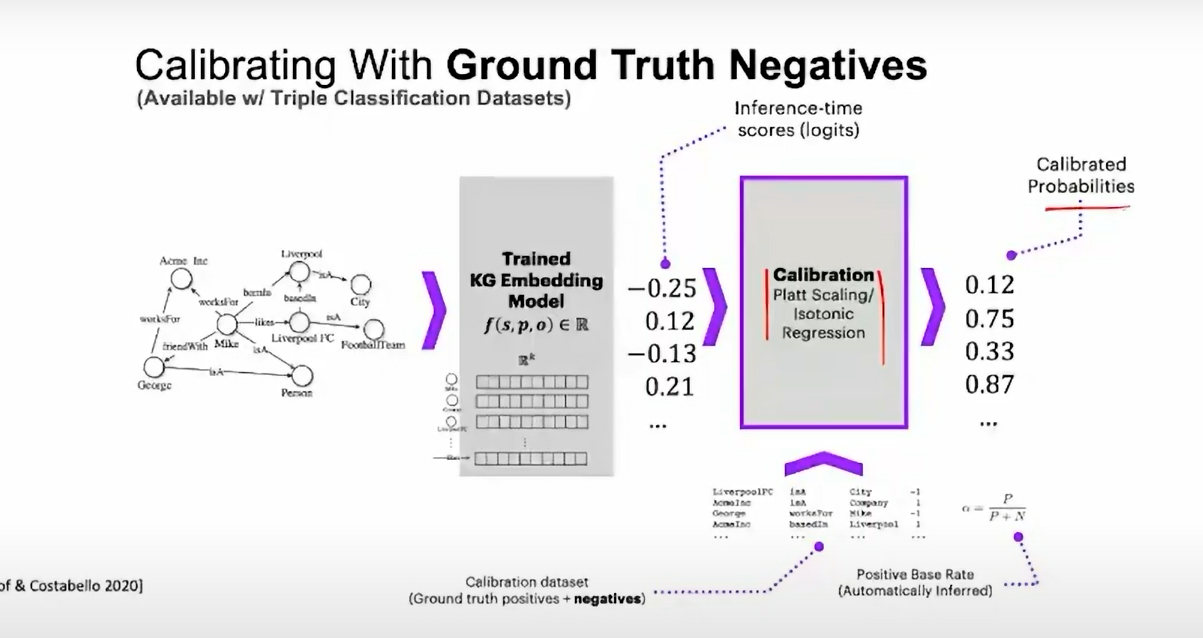 Calibrating With Ground Truth Negatives
(Available w/ Triple Classification Datasets)
Inference-time
scores (logits)
Calibrated
Probabilities
Acme Inc
Liverpool
isA
City
bornIn
basedIn
worksFor
worksFor
likes
isA
Liverpool FC
FootballTeam
friendWith
Mike
isA
George
isA
Person
Trained
KG Embedding
Model
f(s, p, o) ∈ ℝ
ℝᵏ
−0.25
0.12
−0.13
0.21
...
Calibration
Platt Scaling/
Isotonic
Regression
0.12
0.75
0.33
0.87
...
LiverpoolFC isA City -1
AcmeInc isA Company 1
George worksFor Mike -1
AcmeInc basedIn Liverpool 1
... ... ... ...
α = P / P + N
Calibration dataset
(Ground truth positives + negatives)
Positive Base Rate
(Automatically Inferred)
of & Costabello 2020]